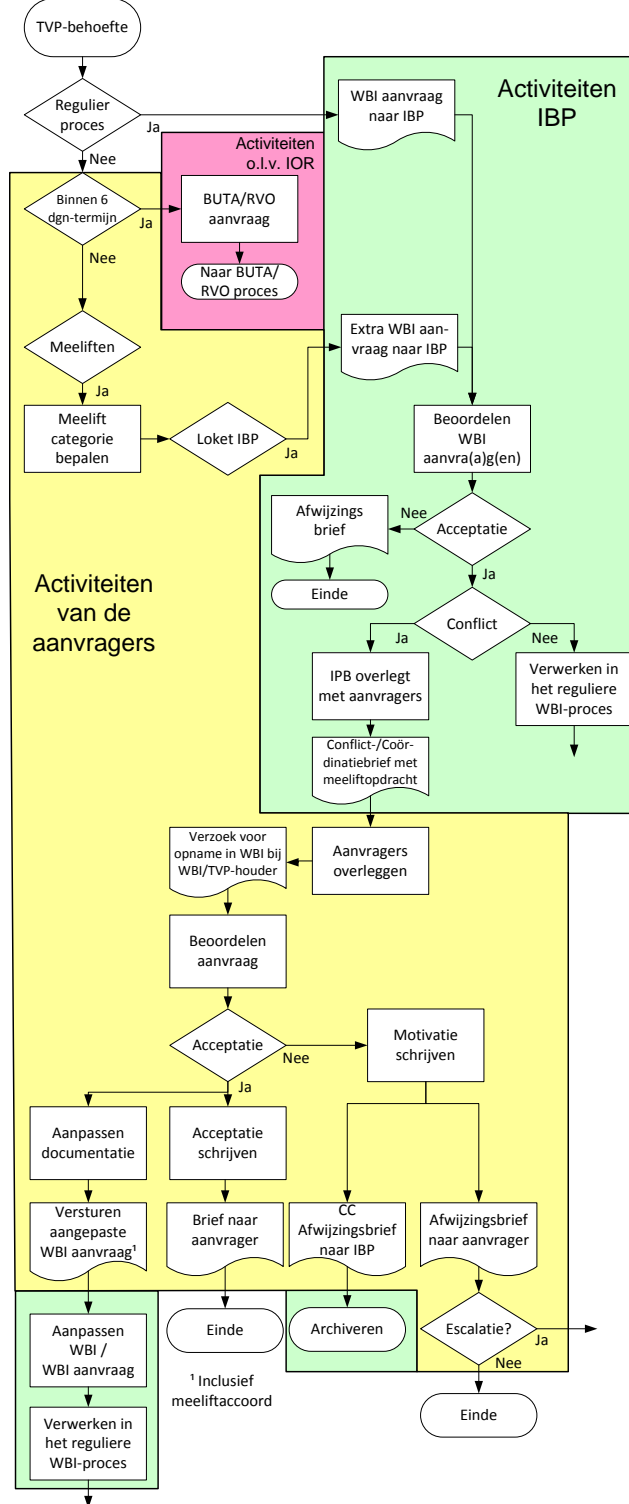 TVP-behoefte
Regulier
proces
Ja
Nee
WBI aanvraag
naar IBP
Activiteiten
IBP
Activiteiten
o.l.v. IOR
Binnen 6
dgn-termijn
Ja
Nee
BUTA/RVO
aanvraag
Naar BUTA/
RVO proces
Meeliften
Ja
Extra WBI aan-
vraag naar IBP
Meelift
categorie
bepalen
Loket IBP
Ja
Beoordelen
WBI
aanvra(a)g(en)
Afwijzings
brief
Nee
Acceptatie
Ja
Einde
Activiteiten
van de
aanvragers
Conflict
Ja
Nee
IPB overlegt
met aanvragers
Verwerken in
het reguliere
WBI-proces
Conflict-/Coör-
dinatiebrief met
meeliftopdracht
Verzoek voor
opname in WBI bij
WBI/TVP-houder
Aanvragers
overleggen
Beoordelen
aanvraag
Acceptatie
Nee
Ja
Motivatie
schrijven
Aanpassen
documentatie
Acceptatie
schrijven
Versturen
aangepaste
WBI aanvraag¹
Brief naar
aanvrager
CC
Afwijzingsbrief
naar IBP
Afwijzingsbrief
naar aanvrager
Aanpassen
WBI /
WBI aanvraag
Einde
Archiveren
Escalatie?
Ja
Nee
¹ Inclusief
meeliftaccoord
Verwerken in
het reguliere
WBI-proces
Einde